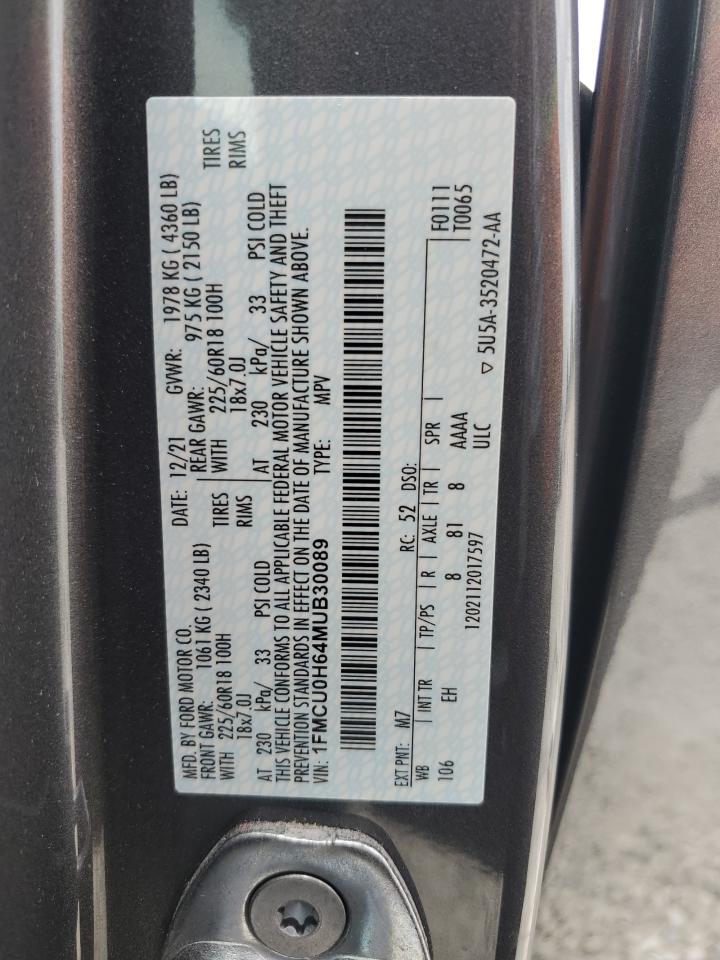 MFD. BY FORD MOTOR CO. DATE: 12/21 GVWR: 1978 KG ( 4360 LB)
FRONT GAWR: 1061 KG ( 2340 LB) REAR GAWR: 975 KG ( 2150 LB)
WITH 225/60R18 100H TIRES WITH 225/60R18 100H TIRES
18x7.0J RIMS 18x7.0J RIMS
AT 230 kPa/ 33 PSI COLD AT 230 kPa/ 33 PSI COLD
THIS VEHICLE CONFORMS TO ALL APPLICABLE FEDERAL MOTOR VEHICLE SAFETY AND THEFT
PREVENTION STANDARDS IN EFFECT ON THE DATE OF MANUFACTURE SHOWN ABOVE.
VIN: 1FMCU0H64MUB30089 TYPE: MPV
EXT PNT: M7 RC: 52 DSO: F0111
WB INT TR TP/PS R AXLE TR SPR T0065
106 EH 8 81 8 AAAA
1202112017597 ULC ▽ 5U5A-3520472-AA